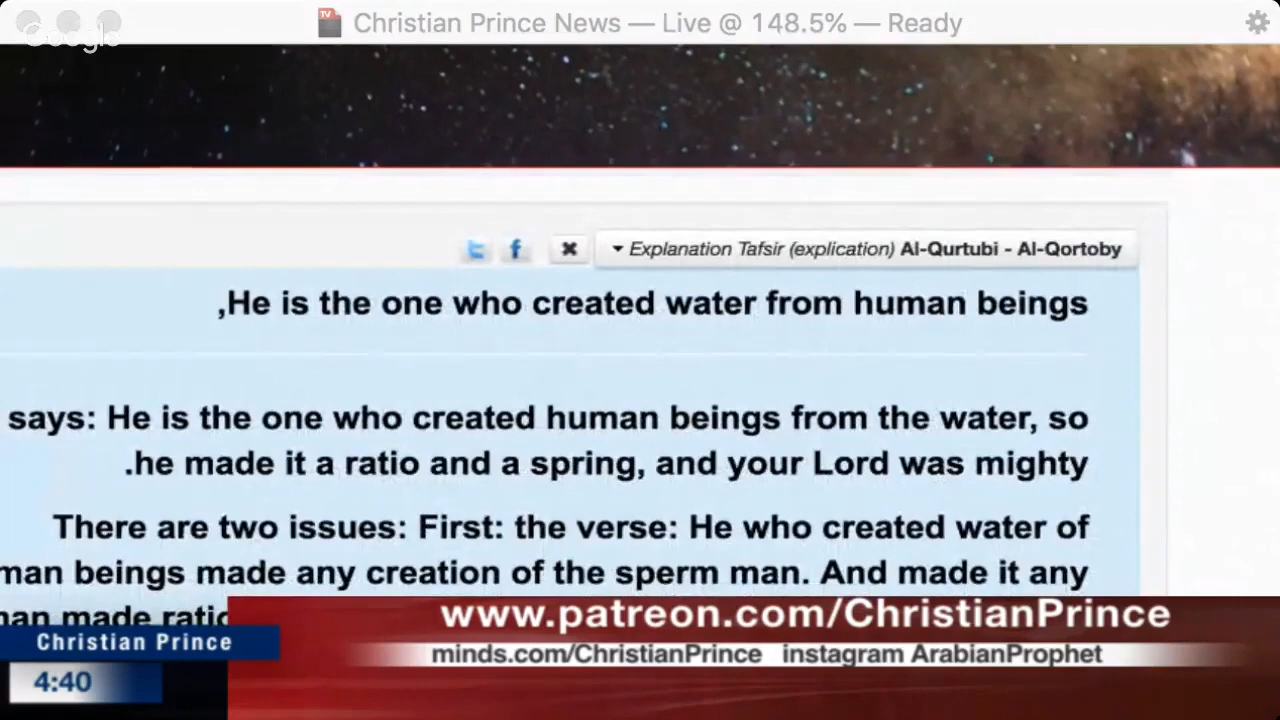 Christian Prince News — Live @ 148.5% — Ready
Google
Explanation Tafsir (explication) Al-Qurtubi - Al-Qortoby
,He is the one who created water from human beings
says: He is the one who created human beings from the water, so
.he made it a ratio and a spring, and your Lord was mighty
There are two issues: First: the verse: He who created water of
man beings made any creation of the sperm man. And made it any
man made ratio
www.patreon.com/ChristianPrince
Christian Prince
minds.com/ChristianPrince instagram ArabianProphet
4:40